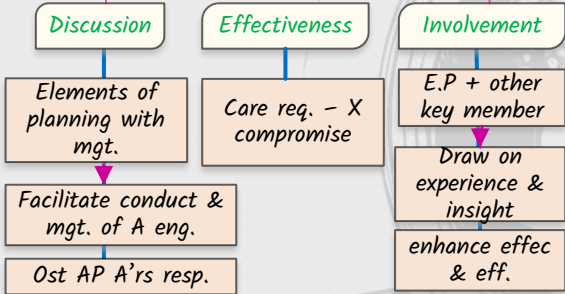 Discussion
Elements of
planning with
mgt.
Facilitate conduct &
mgt. of A eng.
Ost AP A'rs resp.
Effectiveness
Care req. – X
compromise
Involvement
E.P + other
key member
Draw on
experience &
insight
enhance effec
& eff.